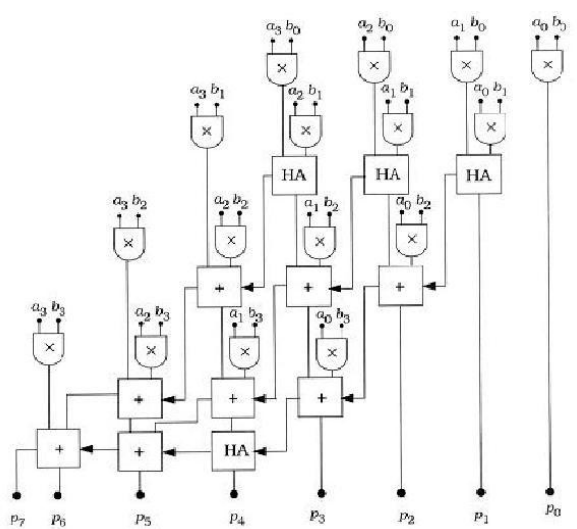 a3 b0 a2 b0 a1 b0 a0 b0
× × × ×
a3 b1 a2 b1 a1 b1 a0 b1
× × × ×
HA HA HA
a3 b2 a2 b2 a1 b2 a0 b2
× × × ×
+ + +
a3 b3 a2 b3 a1 b3 a0 b3
× × × ×
+ + +
+ + HA
p7 p6 p5 p4 p3 p2 p1 p0